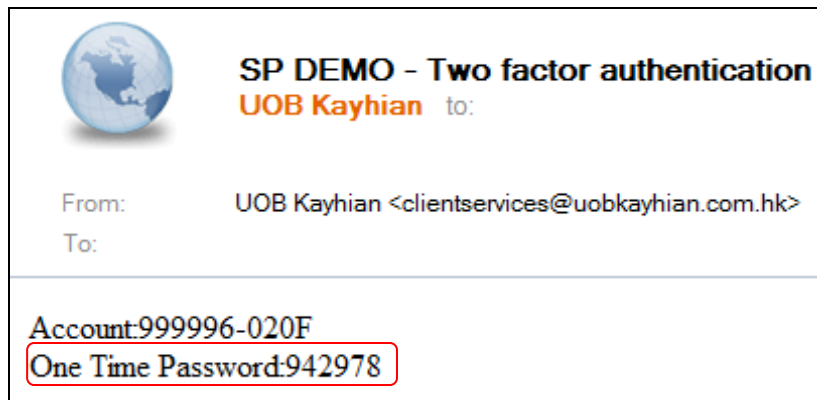 SP DEMO - Two factor authentication
UOB Kayhian to:
From: UOB Kayhian <clientservices@uobkayhian.com.hk>
To:
Account:999996-020F
One Time Password:942978